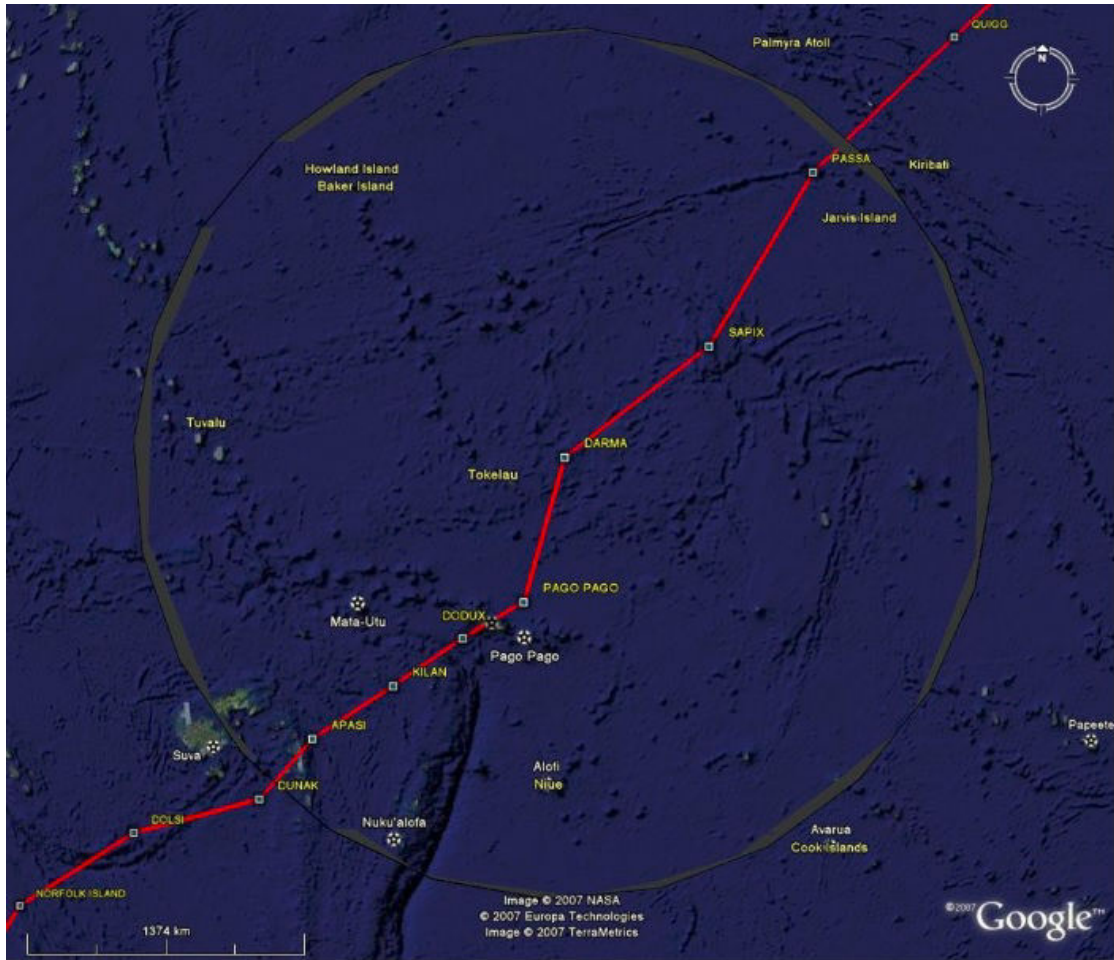 QUIGG
Palmyra Atoll
N
PASSA
Kiribati
Howland Island
Baker Island
Jarvis Island
SAPIX
Tuvalu
DARMA
Tokelau
PAGO PAGO
DODUX
Mata-Utu
Pago Pago
KILAN
APASI
Papeete
Suva
Alofi
Niue
DUNAK
DOLSI
Nuku'alofa
Avarua
Cook Islands
NORFOLK ISLAND
Image © 2007 NASA
© 2007 Europa Technologies
Image © 2007 TerraMetrics
©2007 Google™
1374 km